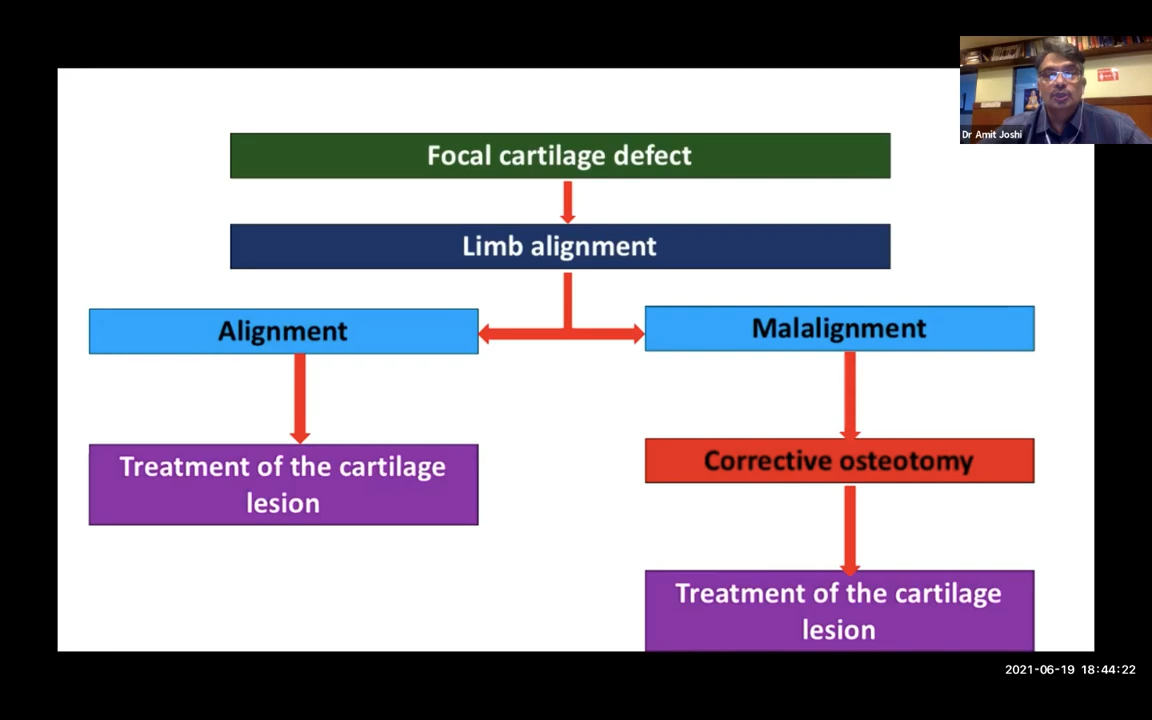 Dr Amit Joshi
Focal cartilage defect
Limb alignment
Alignment
Malalignment
Corrective osteotomy
Treatment of the cartilage
lesion
Treatment of the cartilage
lesion
2021-06-19 18:44:22